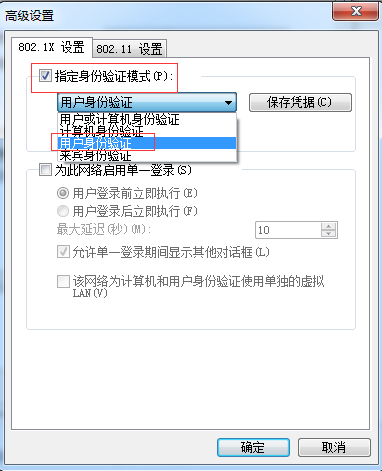 高级设置
802.1X 设置 802.11 设置
指定身份验证模式(P):
用户身份验证 保存凭据(C)
用户或计算机身份验证
计算机身份验证
用户身份验证
来宾身份验证
为此网络启用单一登录(S)
用户登录前立即执行(E)
用户登录后立即执行(F)
最大延迟(秒)(M): 10
允许单一登录期间显示其他对话框(L)
该网络为计算机和用户身份验证使用单独的虚拟
LAN(V)
确定 取消